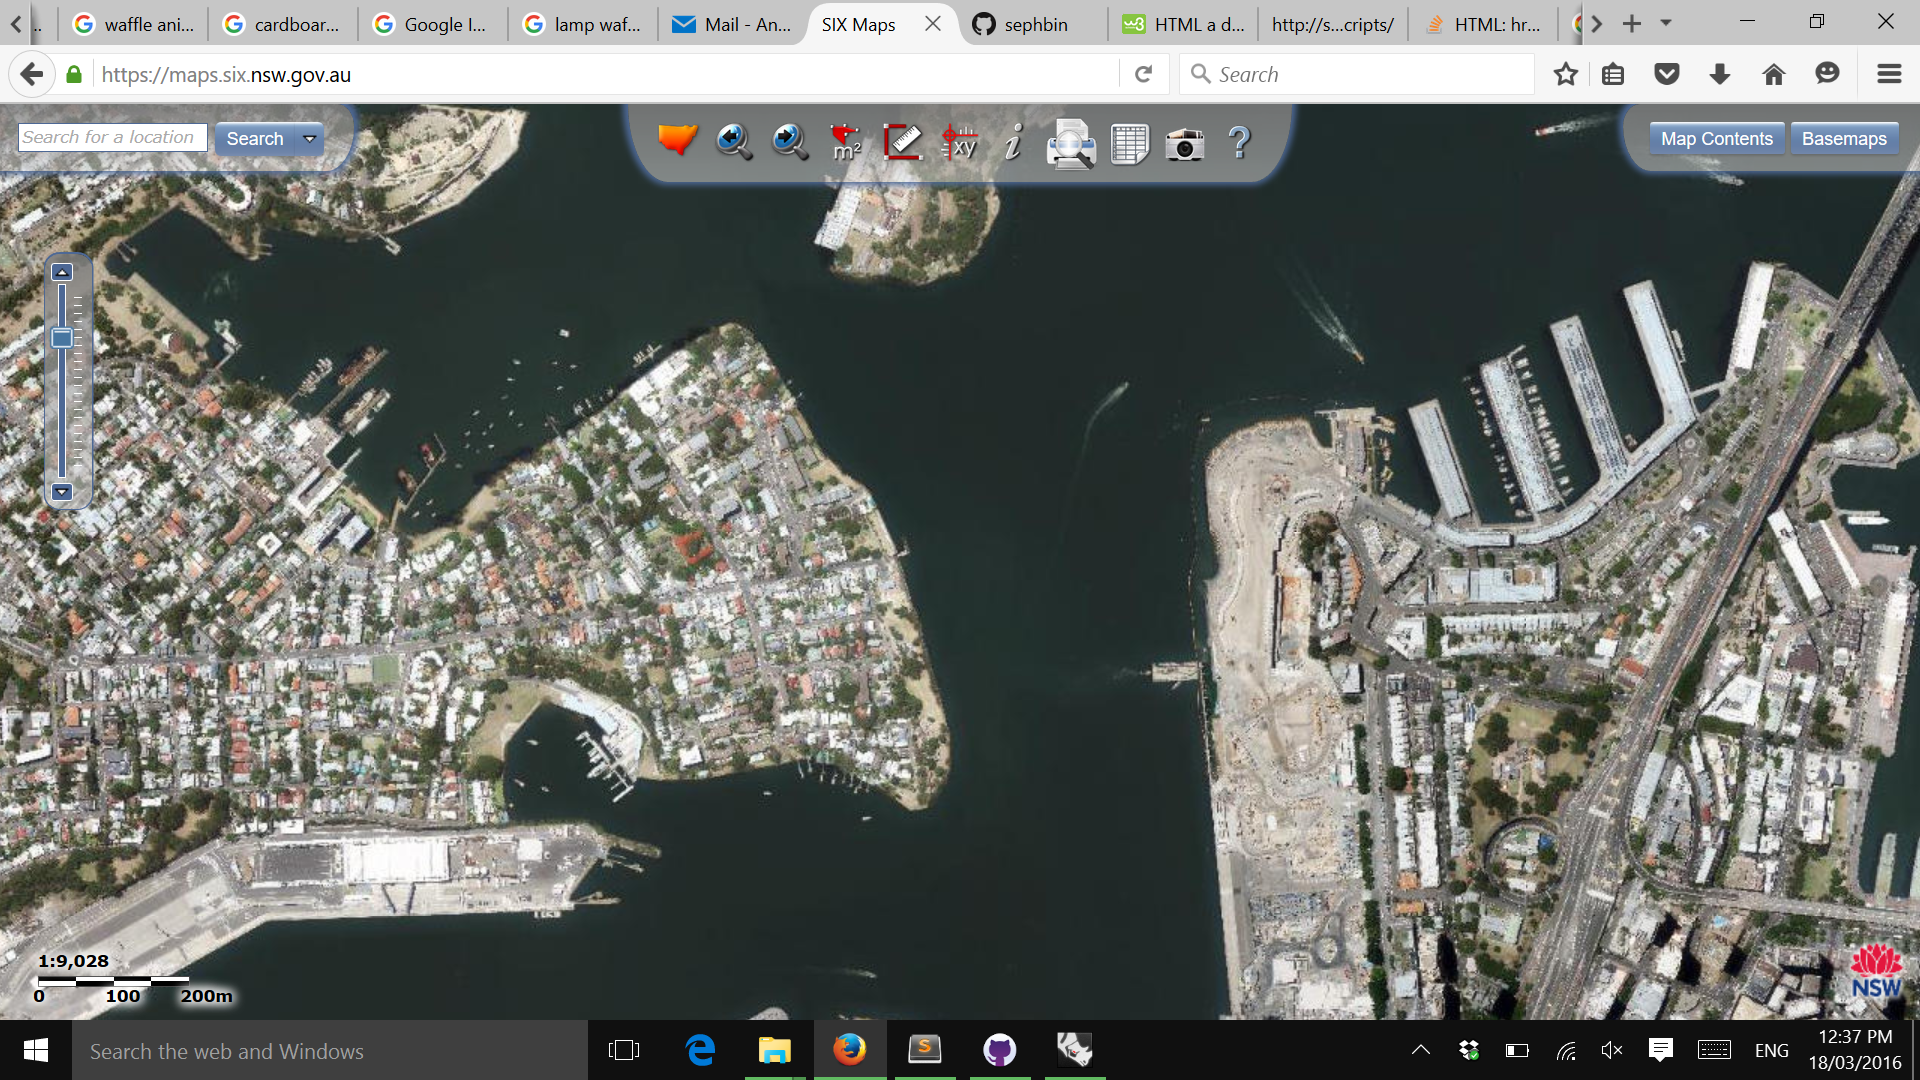 waffle ani...
cardboar...
Google I...
lamp waf...
Mail - An...
SIX Maps
sephbin
w3
HTML a d...
http://s...cripts/
HTML: hr...
https://maps.six.nsw.gov.au
Search
Search for a location
Search
m²
xy
i
?
Map Contents
Basemaps
1:9,028
0 100 200m
NSW
Search the web and Windows
ENG
12:37 PM
18/03/2016